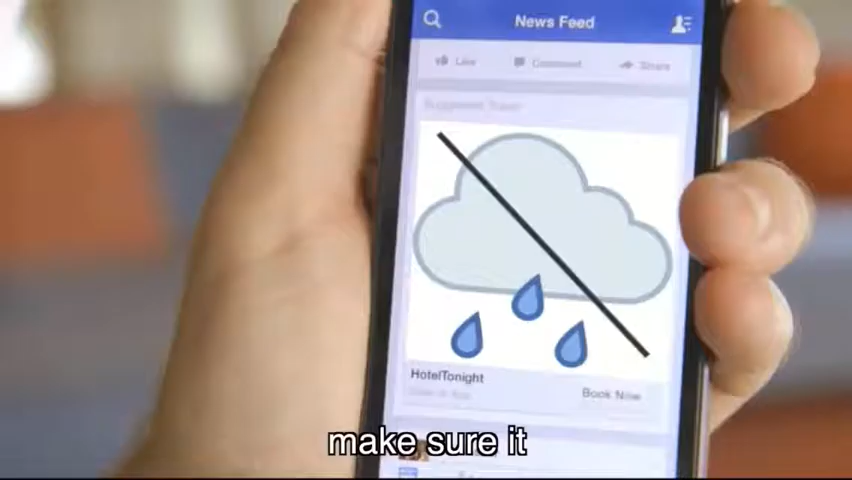 News Feed
Like Comment Share
HotelTonight
Book Now
make sure it